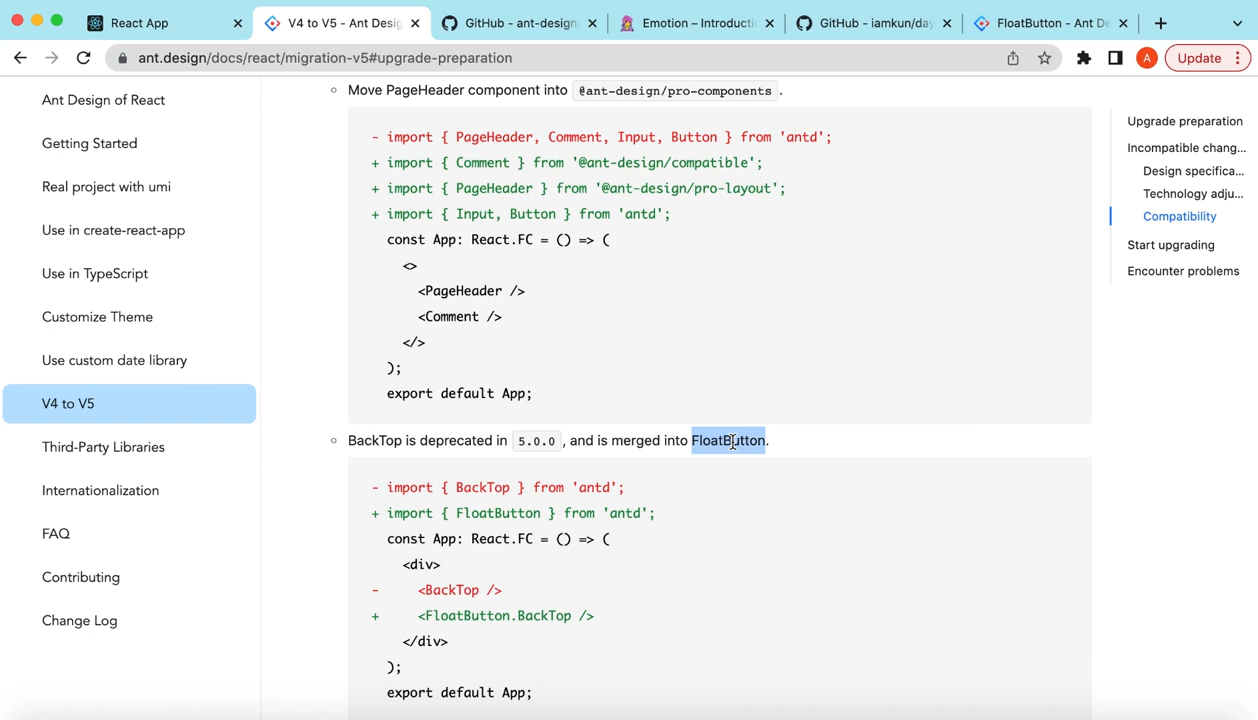 React App
V4 to V5 - Ant Desig
GitHub - ant-design
Emotion – Introducti
GitHub - iamkun/day
FloatButton - Ant De
ant.design/docs/react/migration-v5#upgrade-preparation
A
Update
Ant Design of React
Getting Started
Real project with umi
Use in create-react-app
Use in TypeScript
Customize Theme
Use custom date library
V4 to V5
Third-Party Libraries
Internationalization
FAQ
Contributing
Change Log
Move PageHeader component into @ant-design/pro-components .
- import { PageHeader, Comment, Input, Button } from 'antd';
+ import { Comment } from '@ant-design/compatible';
+ import { PageHeader } from '@ant-design/pro-layout';
+ import { Input, Button } from 'antd';
const App: React.FC = () => (
<>
<PageHeader />
<Comment />
</>
);
export default App;
BackTop is deprecated in 5.0.0 , and is merged into FloatButton.
- import { BackTop } from 'antd';
+ import { FloatButton } from 'antd';
const App: React.FC = () => (
<div>
- <BackTop />
+ <FloatButton.BackTop />
</div>
);
export default App;
Upgrade preparation
Incompatible chang...
Design specifica...
Technology adju...
Compatibility
Start upgrading
Encounter problems